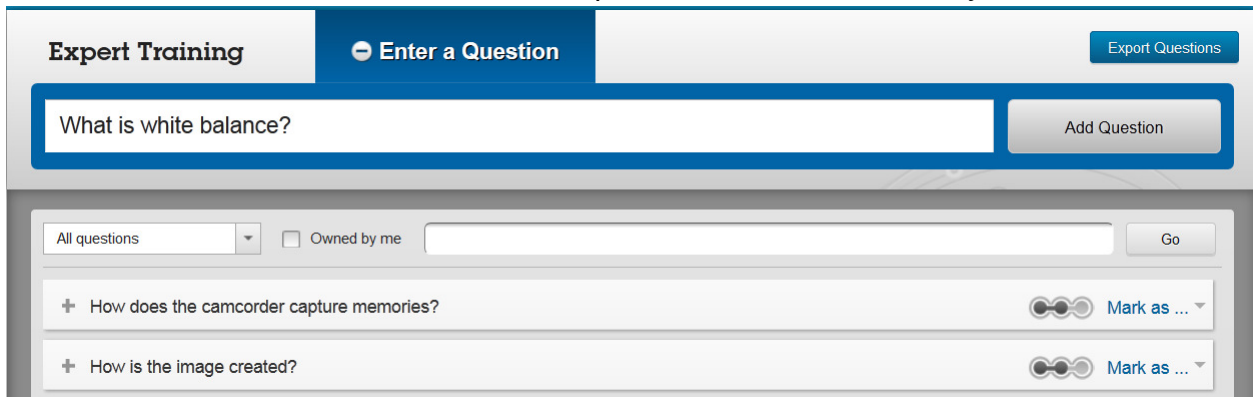 Expert Training
Enter a Question
Export Questions
What is white balance?
Add Question
All questions
Owned by me
Go
How does the camcorder capture memories?
Mark as ...
How is the image created?
Mark as ...